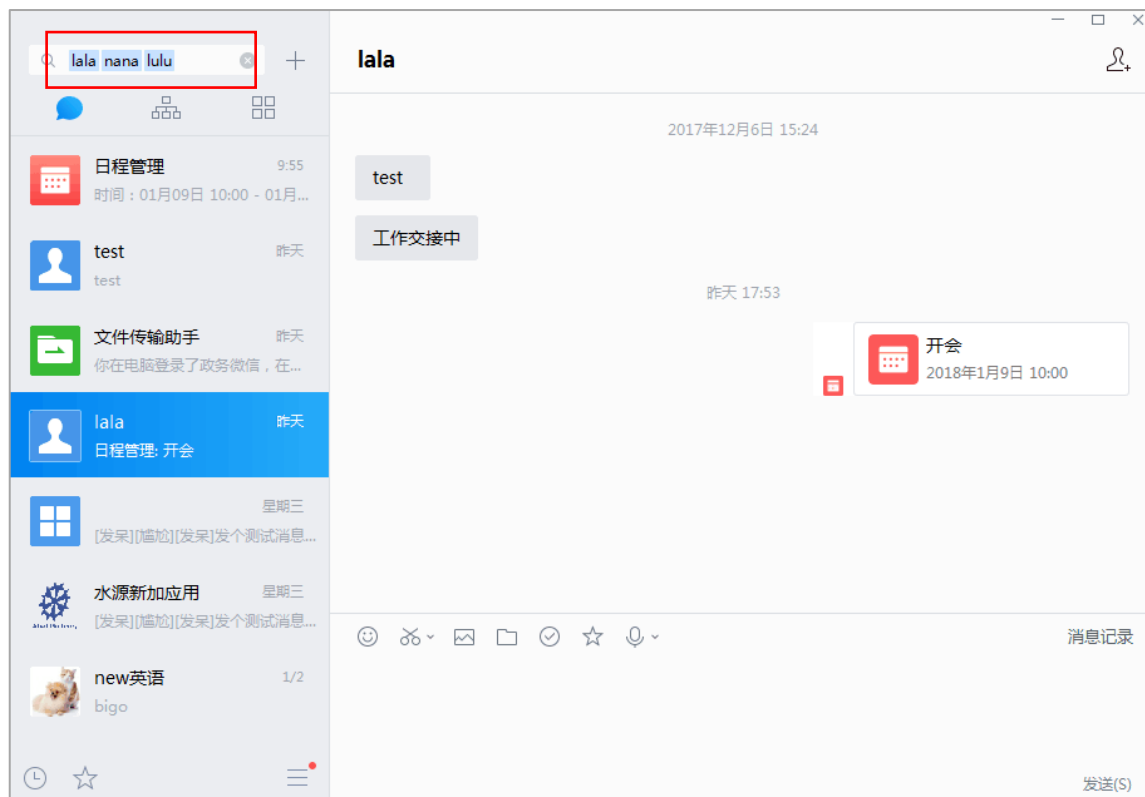 lala nana lulu
日程管理 9:55
时间：01月09日 10:00 - 01月...
test 昨天
test
文件传输助手 昨天
你在电脑登录了政务微信，在...
lala 昨天
日程管理: 开会
星期三
[发呆][尴尬][发呆]发个测试消息...
水源新加应用 星期三
[发呆][尴尬][发呆]发个测试消息...
new英语 1/2
bigo
lala
2017年12月6日 15:24
test
工作交接中
昨天 17:53
开会
2018年1月9日 10:00
消息记录
发送(S)